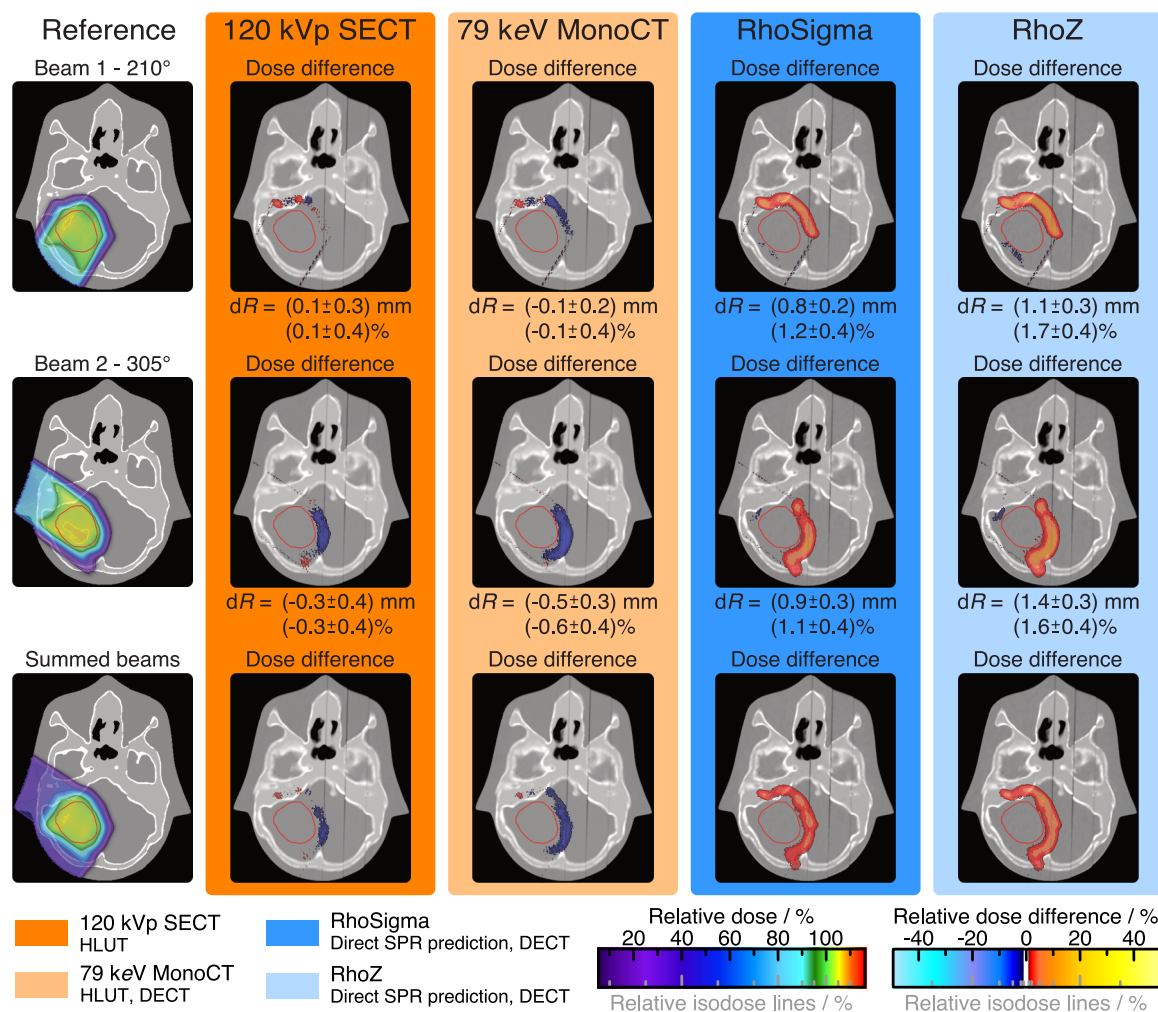 Reference
120 kVp SECT
79 keV MonoCT
RhoSigma
RhoZ
Beam 1 - 210°
Dose difference
Dose difference
Dose difference
Dose difference
dR = (0.1±0.3) mm
(0.1±0.4)%
dR = (-0.1±0.2) mm
(-0.1±0.4)%
dR = (0.8±0.2) mm
(1.2±0.4)%
dR = (1.1±0.3) mm
(1.7±0.4)%
Beam 2 - 305°
Dose difference
Dose difference
Dose difference
Dose difference
dR = (-0.3±0.4) mm
(-0.3±0.4)%
dR = (-0.5±0.3) mm
(-0.6±0.4)%
dR = (0.9±0.3) mm
(1.1±0.4)%
dR = (1.4±0.3) mm
(1.6±0.4)%
Summed beams
Dose difference
Dose difference
Dose difference
Dose difference
120 kVp SECT
HLUT
79 keV MonoCT
HLUT, DECT
RhoSigma
Direct SPR prediction, DECT
RhoZ
Direct SPR prediction, DECT
Relative dose / %
20 40 60 80 100
Relative isodose lines / %
Relative dose difference / %
-40 -20 0 20 40
Relative isodose lines / %